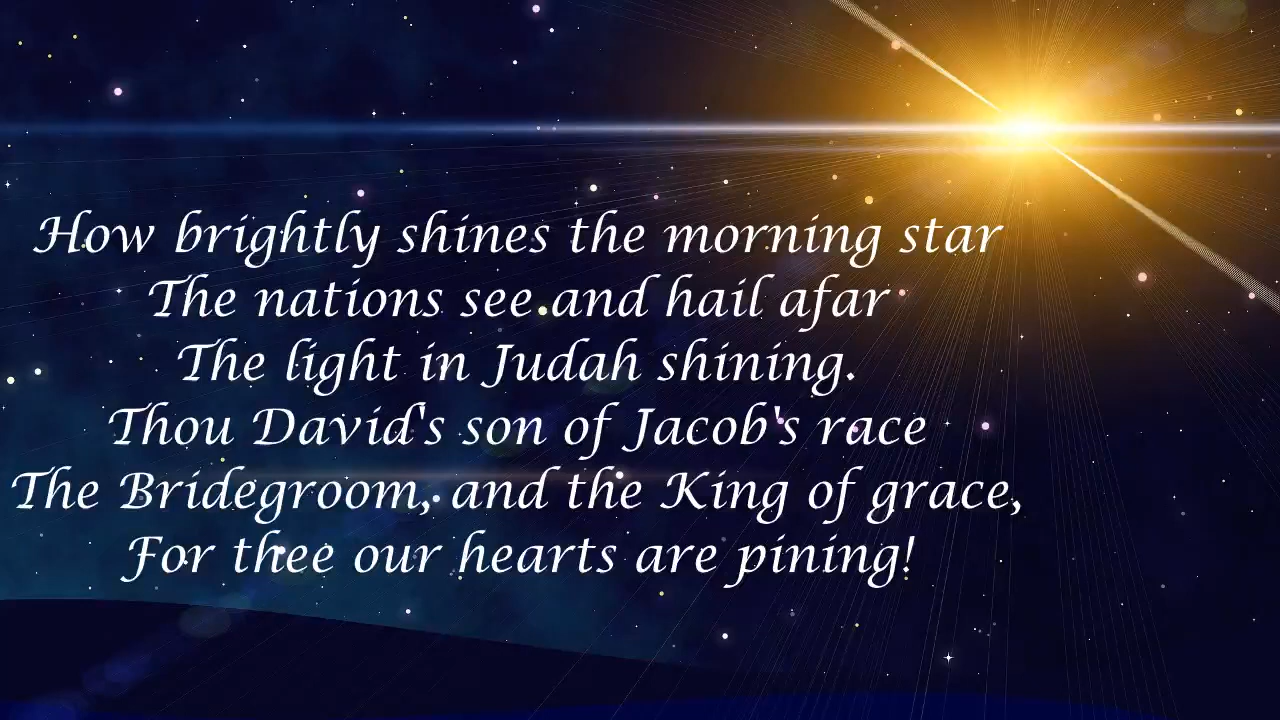 How brightly shines the morning star
The nations see and hail afar
The light in Judah shining.
Thou David's son of Jacob's race
The Bridegroom, and the King of grace,
For thee our hearts are pining!